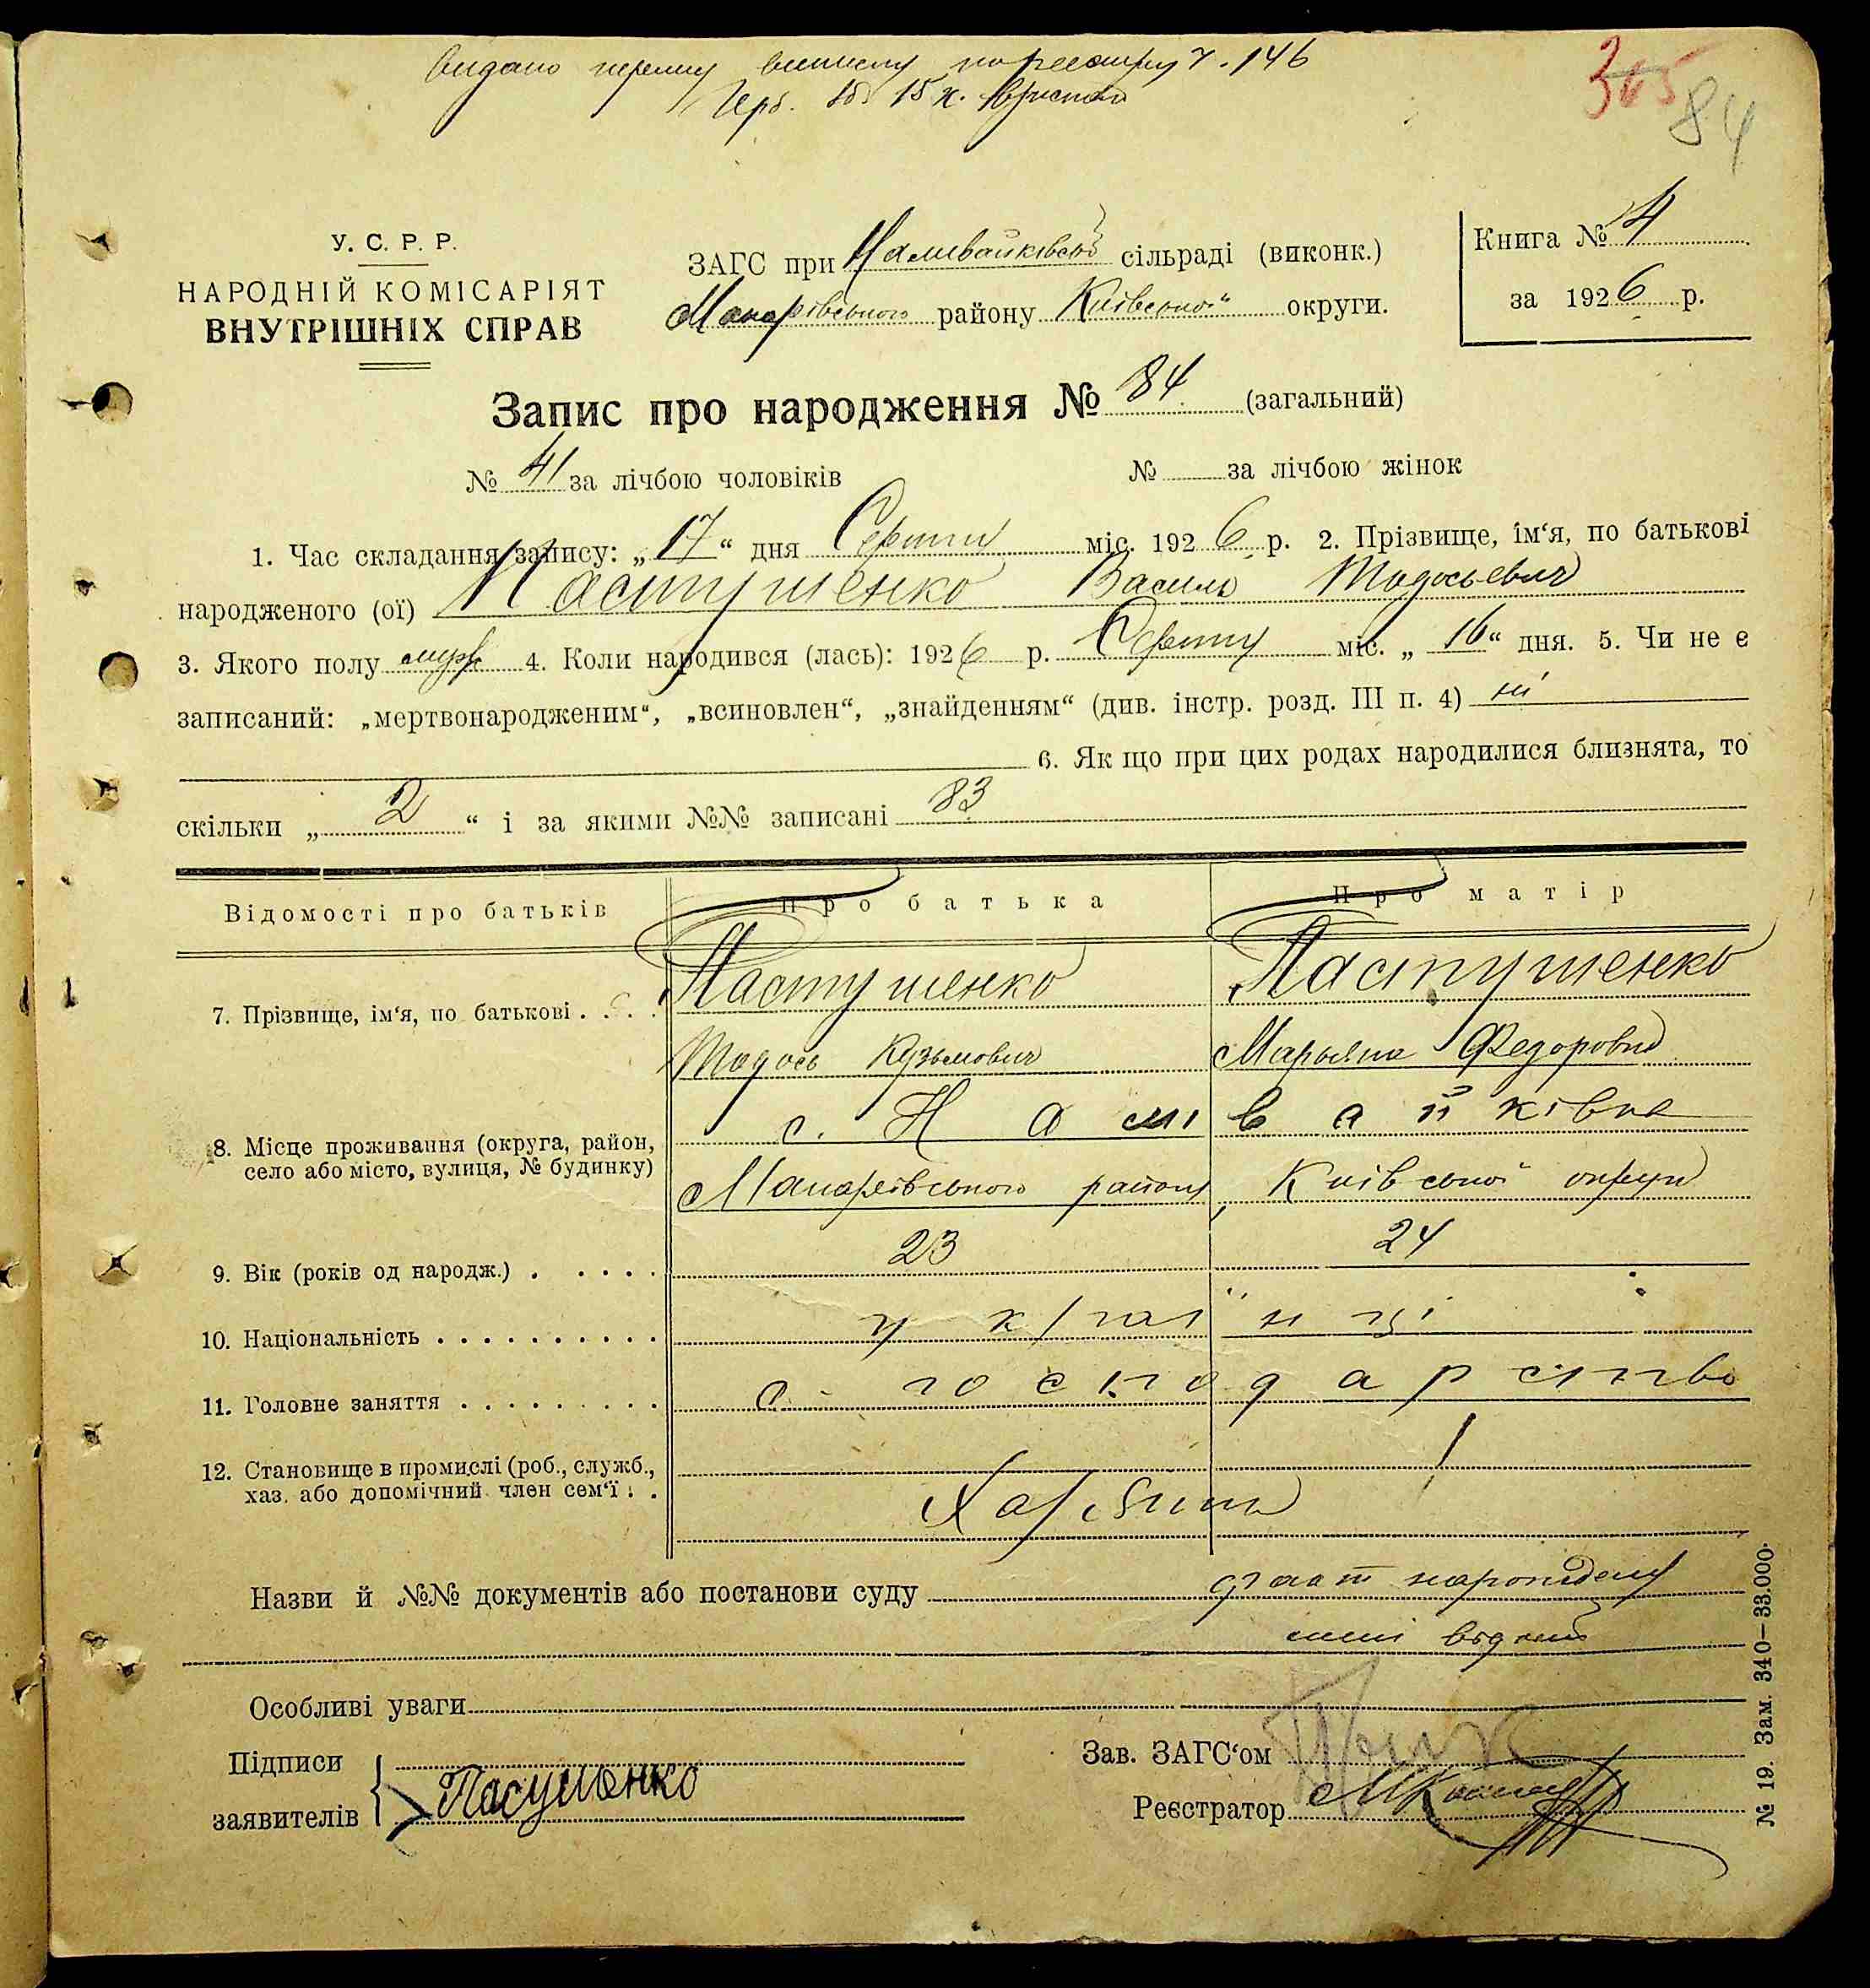 видано першу виписку по реєстру ч. 146
Герб. зб. 15 к.
305
84
У. С. Р. Р.
НАРОДНІЙ КОМІСАРІЯТ
ВНУТРІШНІХ СПРАВ
ЗАГС при Наливайківські сільраді (виконк.)
Макарівського району Київської округи.
Книга № 4
за 1926 р.
Запис про народження № 84 (загальний)
№ 41 за лічбою чоловіків № за лічбою жінок
1. Час складання запису: „17“ дня Серпня міс. 1926 р. 2. Прізвище, ім‘я, по батькові
народженого (ої) Пастушенко Василь Тодосьевич
3. Якого полу муж 4. Коли народився (лась): 1926 р. Серпня міс. „16“ дня. 5. Чи не є
записаний: „мертвонародженим“, „всиновлен“, „знайденням“ (див. інстр. розд. III п. 4) ні
6. Як що при цих родах народилися близнята, то
скільки „2“ і за якими №№ записані 83
Відомості про батьків Про батька Про матір
7. Прізвище, ім‘я, по батькові Пастушенко Пастушенко
Тодось Кузьмович Марьяна Федоровна
8. Місце проживання (округа, район, село або місто, вулиця, № будинку) с. Наливайківка
Макарівського району, Київської округи
9. Вік (років од народж.) 23 24
10. Національність українці
11. Головне заняття с. господарство
12. Становище в промислі (роб., служб.,
хаз. або допомічний член сем‘ї
Назви й №№ документів або постанови суду
Особливі уваги
Підписи
заявителів Пасушенко
Зав. ЗАГС‘ом
Реєстратор
№ 19. Зам. 340—33.000.